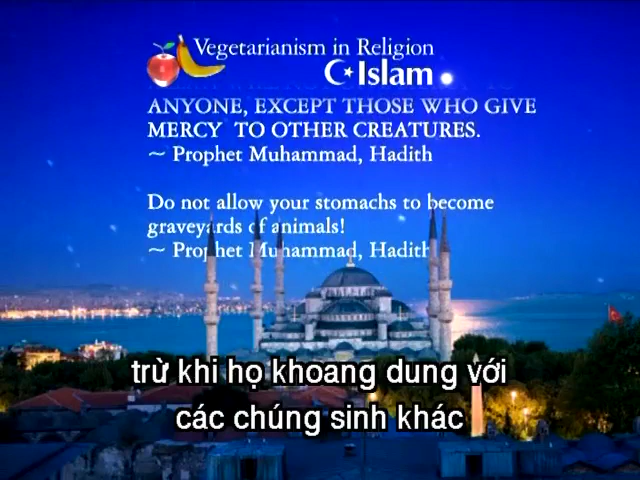 Vegetarianism in Religion
Islam
ANYONE, EXCEPT THOSE WHO GIVE
MERCY TO OTHER CREATURES.
~ Prophet Muhammad, Hadith
Do not allow your stomachs to become
graveyards of animals!
~ Prophet Muhammad, Hadith
trừ khi họ khoang dung với
các chúng sinh khác